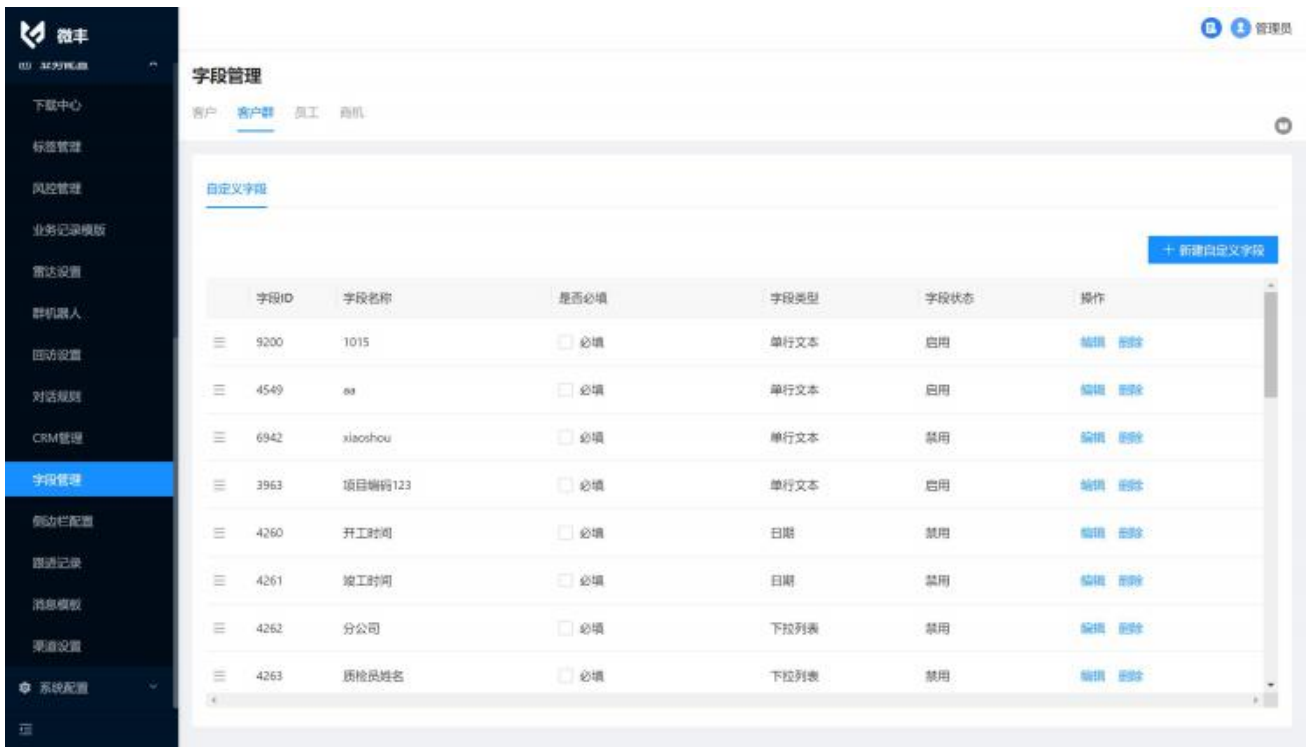 微丰
管理员
业务配置
下载中心
标签管理
风控管理
业务记录模版
雷达设置
群机器人
回访设置
对话规则
CRM管理
字段管理
侧边栏配置
跟进记录
消息模板
渠道设置
系统配置
字段管理
客户 客户群 员工 商机
自定义字段
+ 新建自定义字段
字段ID 字段名称 是否必填 字段类型 字段状态 操作
9200 1015 必填 单行文本 启用 编辑 删除
4549 aa 必填 单行文本 启用 编辑 删除
6942 xiaoshou 必填 单行文本 禁用 编辑 删除
3963 项目编码123 必填 单行文本 启用 编辑 删除
4260 开工时间 必填 日期 禁用 编辑 删除
4261 竣工时间 必填 日期 禁用 编辑 删除
4262 分公司 必填 下拉列表 禁用 编辑 删除
4263 质检员姓名 必填 下拉列表 禁用 编辑 删除